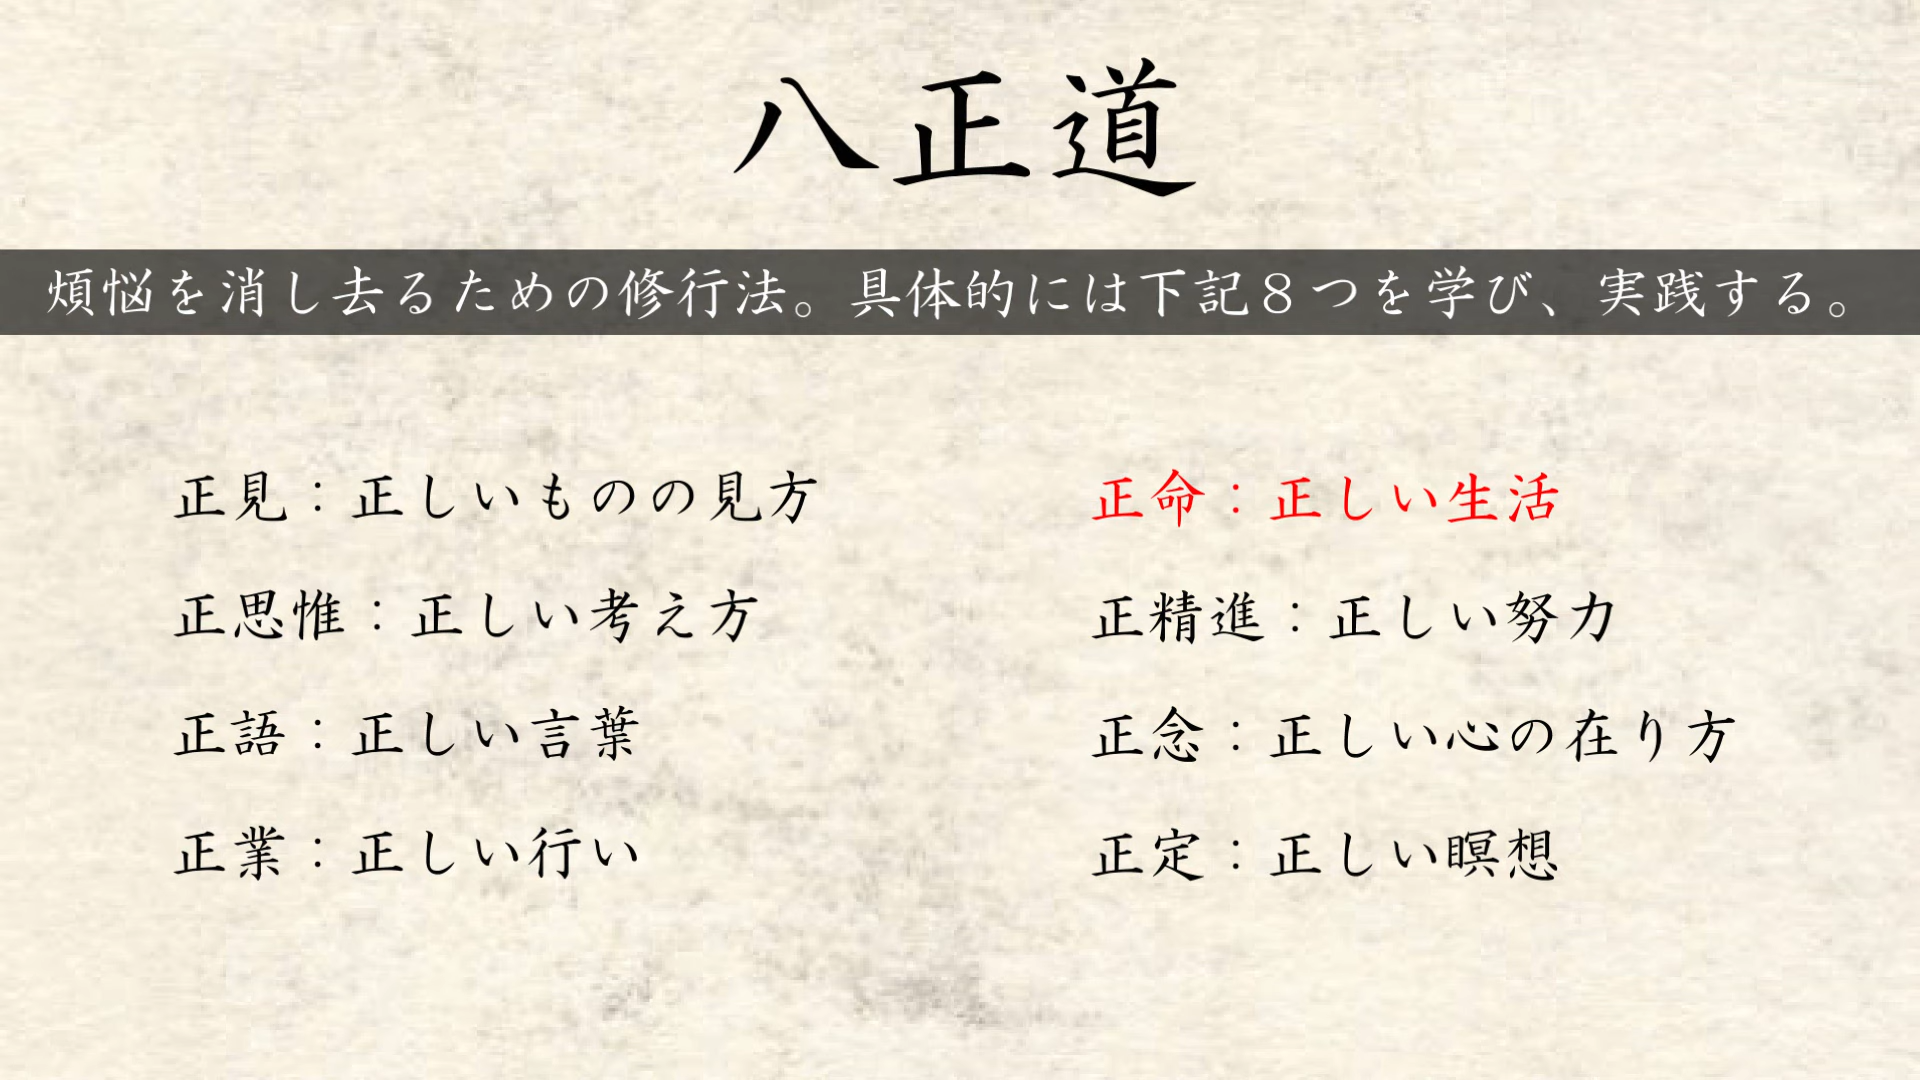 八正道
煩悩を消し去るための修行法。具体的には下記８つを学び、実践する。
正見：正しいものの見方
正思惟：正しい考え方
正語：正しい言葉
正業：正しい行い
正命：正しい生活
正精進：正しい努力
正念：正しい心の在り方
正定：正しい瞑想